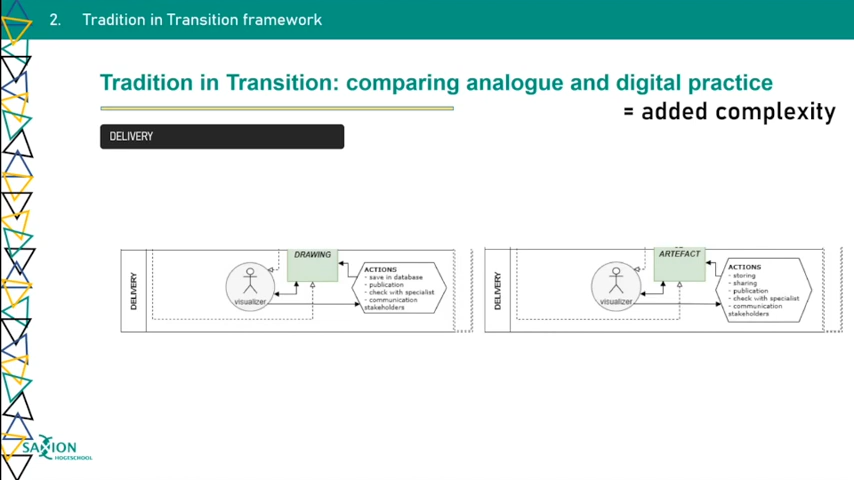 2. Tradition in Transition framework
Tradition in Transition: comparing analogue and digital practice
= added complexity
DELIVERY
DELIVERY
visualizer
DRAWING
ACTIONS
- save in database
- publication
- check with specialist
- communication
stakeholders
DELIVERY
visualizer
ARTEFACT
ACTIONS
- storing
- sharing
- publication
- check with specialist
- communication
stakeholders
SAXION
HOGESCHOOL